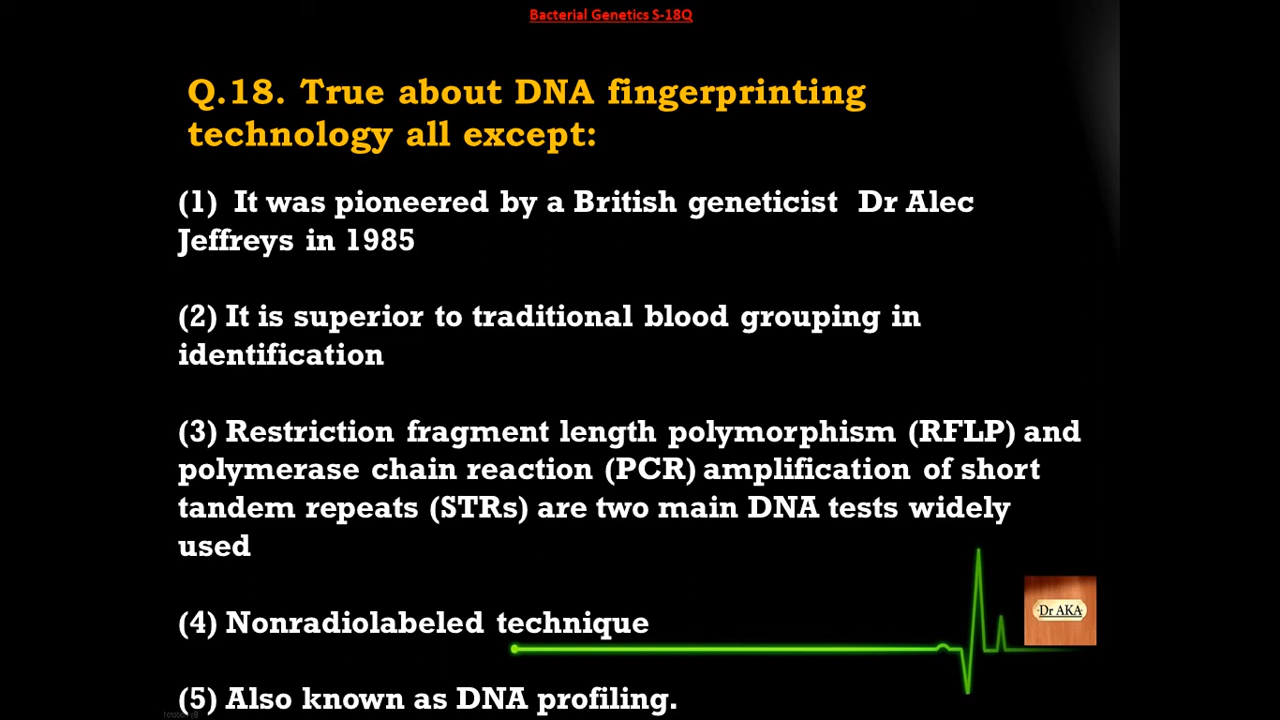 Bacterial Genetics S-18Q
Q.18. True about DNA fingerprinting
technology all except:
(1) It was pioneered by a British geneticist Dr Alec
Jeffreys in 1985
(2) It is superior to traditional blood grouping in
identification
(3) Restriction fragment length polymorphism (RFLP) and
polymerase chain reaction (PCR) amplification of short
tandem repeats (STRs) are two main DNA tests widely
used
(4) Nonradiolabeled technique
Dr AKA
(5) Also known as DNA profiling.